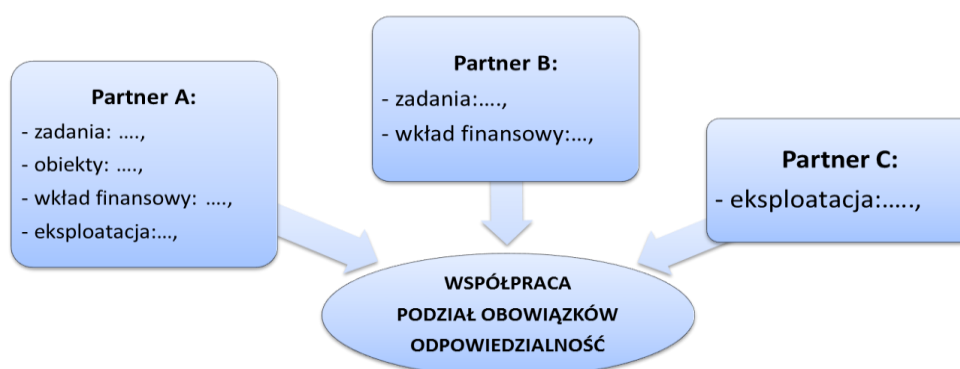 Partner A:
- zadania: ....,
- obiekty: ....,
- wkład finansowy: ....,
- eksploatacja:...,
Partner B:
- zadania:....,
- wkład finansowy:...,
Partner C:
- eksploatacja:.....,
WSPÓŁPRACA
PODZIAŁ OBOWIĄZKÓW
ODPOWIEDZIALNOŚĆ